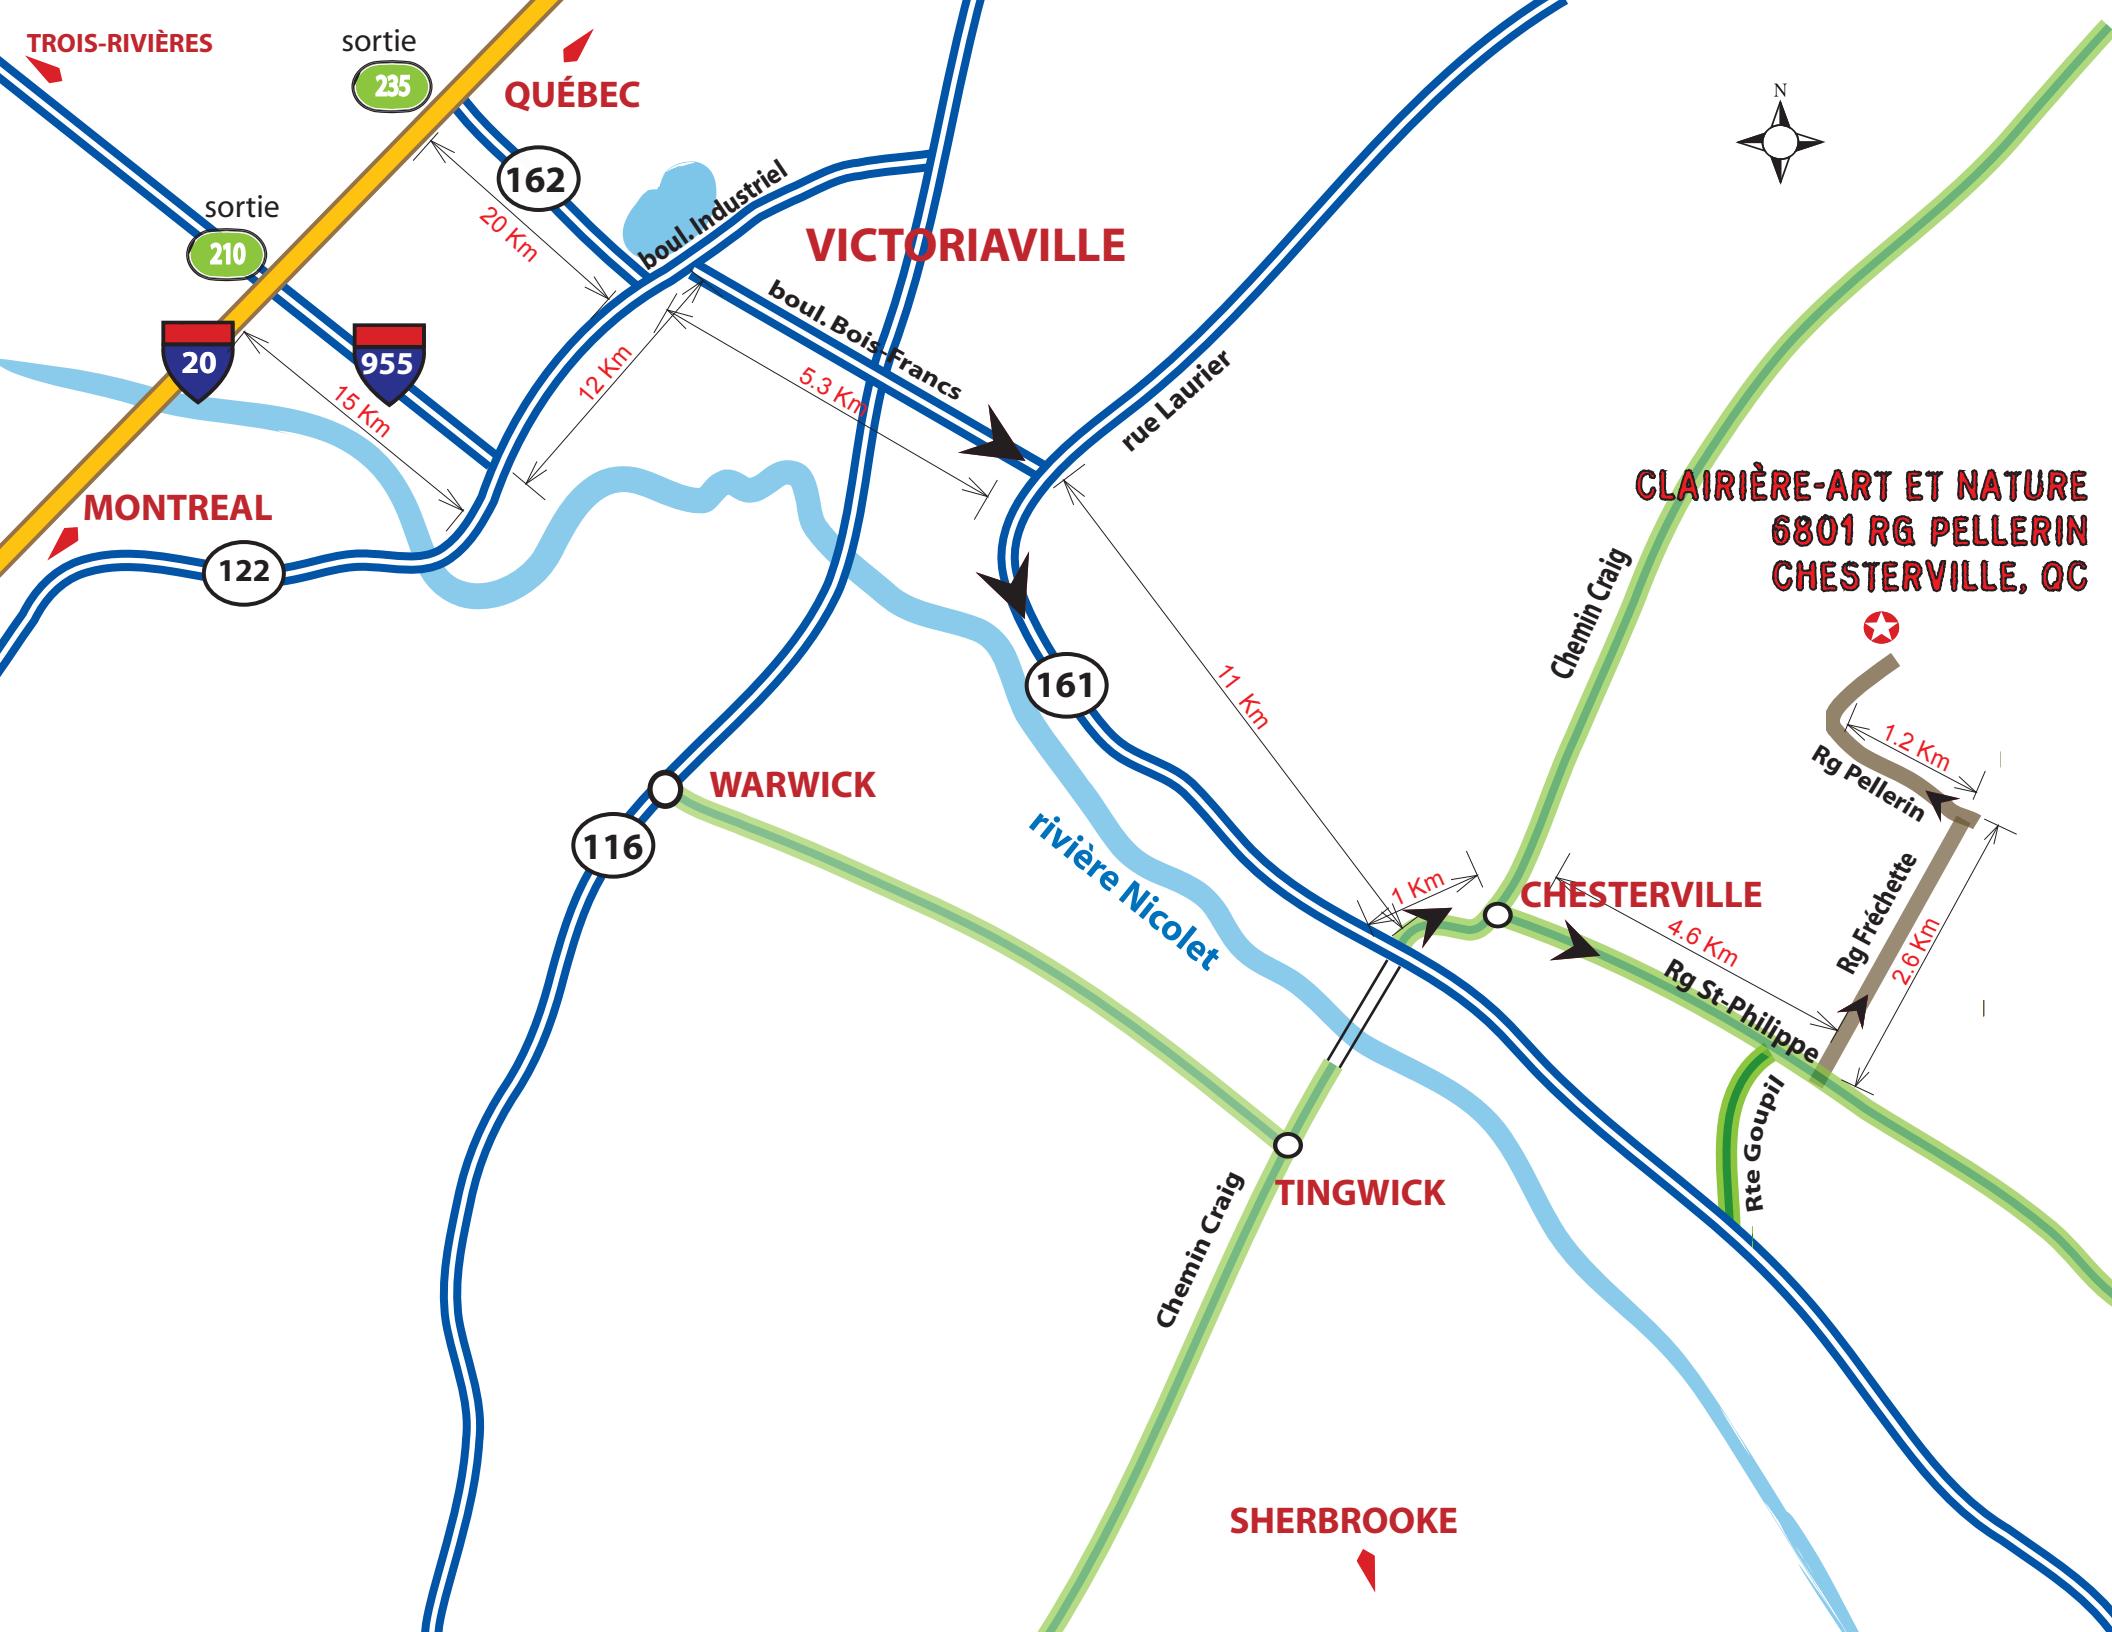 TROIS-RIVIÈRES
sortie
235
QUÉBEC
N
162
20 Km
boul. Industriel
sortie
210
VICTORIAVILLE
boul. Bois-Francs
20
955
15 Km
12 Km
5.3 Km
rue Laurier
MONTREAL
122
CLAIRIÈRE-ART ET NATURE
6801 RG PELLERIN
CHESTERVILLE, QC
Chemin Craig
161
11 Km
1.2 Km
Rg Pellerin
WARWICK
116
rivière Nicolet
1 Km
CHESTERVILLE
4.6 Km
Rg Fréchette
2.6 Km
Rg St-Philippe
Rte Goupil
TINGWICK
Chemin Craig
SHERBROOKE